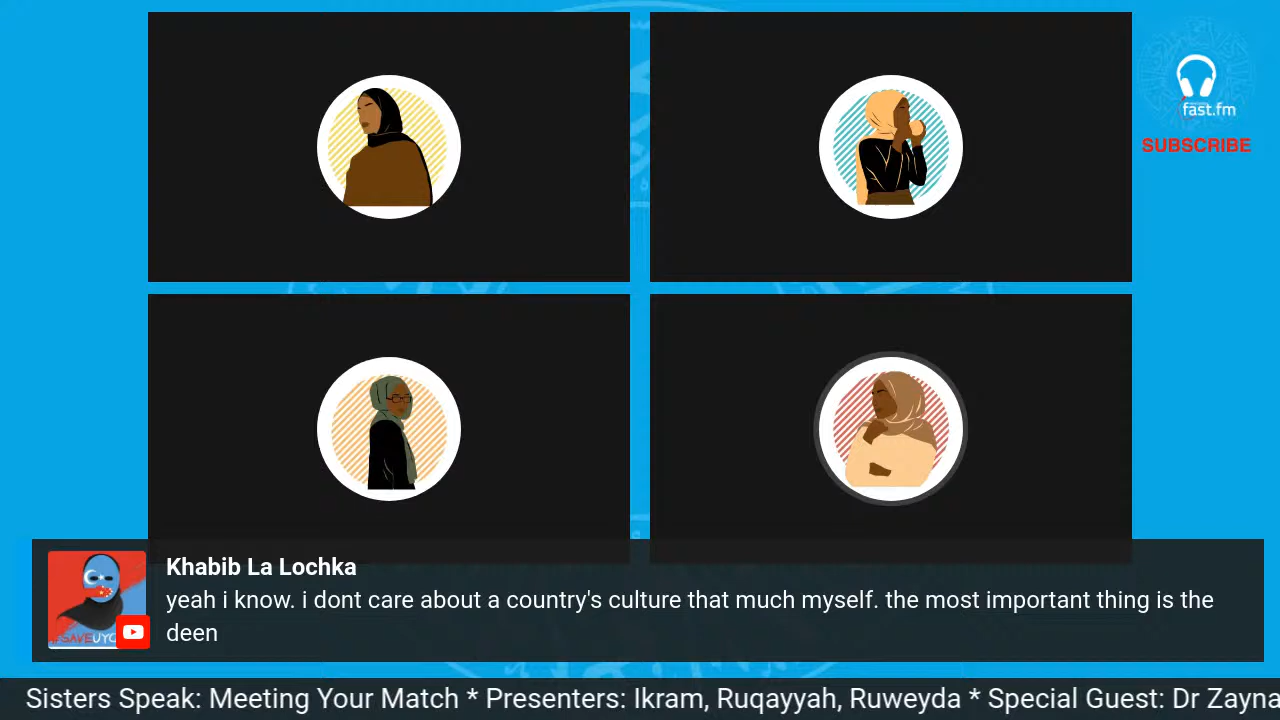 fast.fm
SUBSCRIBE
Khabib La Lochka
yeah i know. i dont care about a country's culture that much myself. the most important thing is the
deen
#SAVEUYG
Sisters Speak: Meeting Your Match * Presenters: Ikram, Ruqayyah, Ruweyda * Special Guest: Dr Zayna